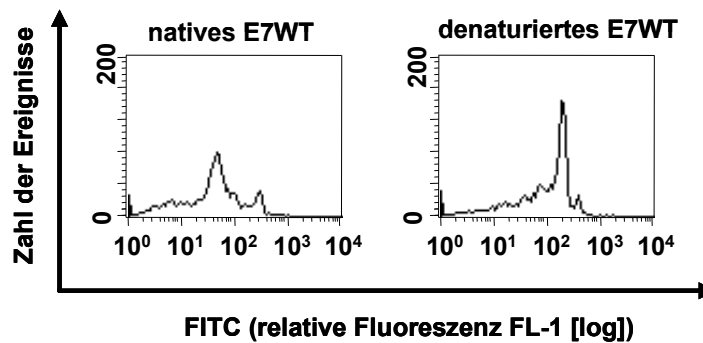 natives E7WT
denaturiertes E7WT
Zahl der Ereignisse
200
0
10⁰ 10¹ 10² 10³ 10⁴
200
0
10⁰ 10¹ 10² 10³ 10⁴
FITC (relative Fluoreszenz FL-1 [log])